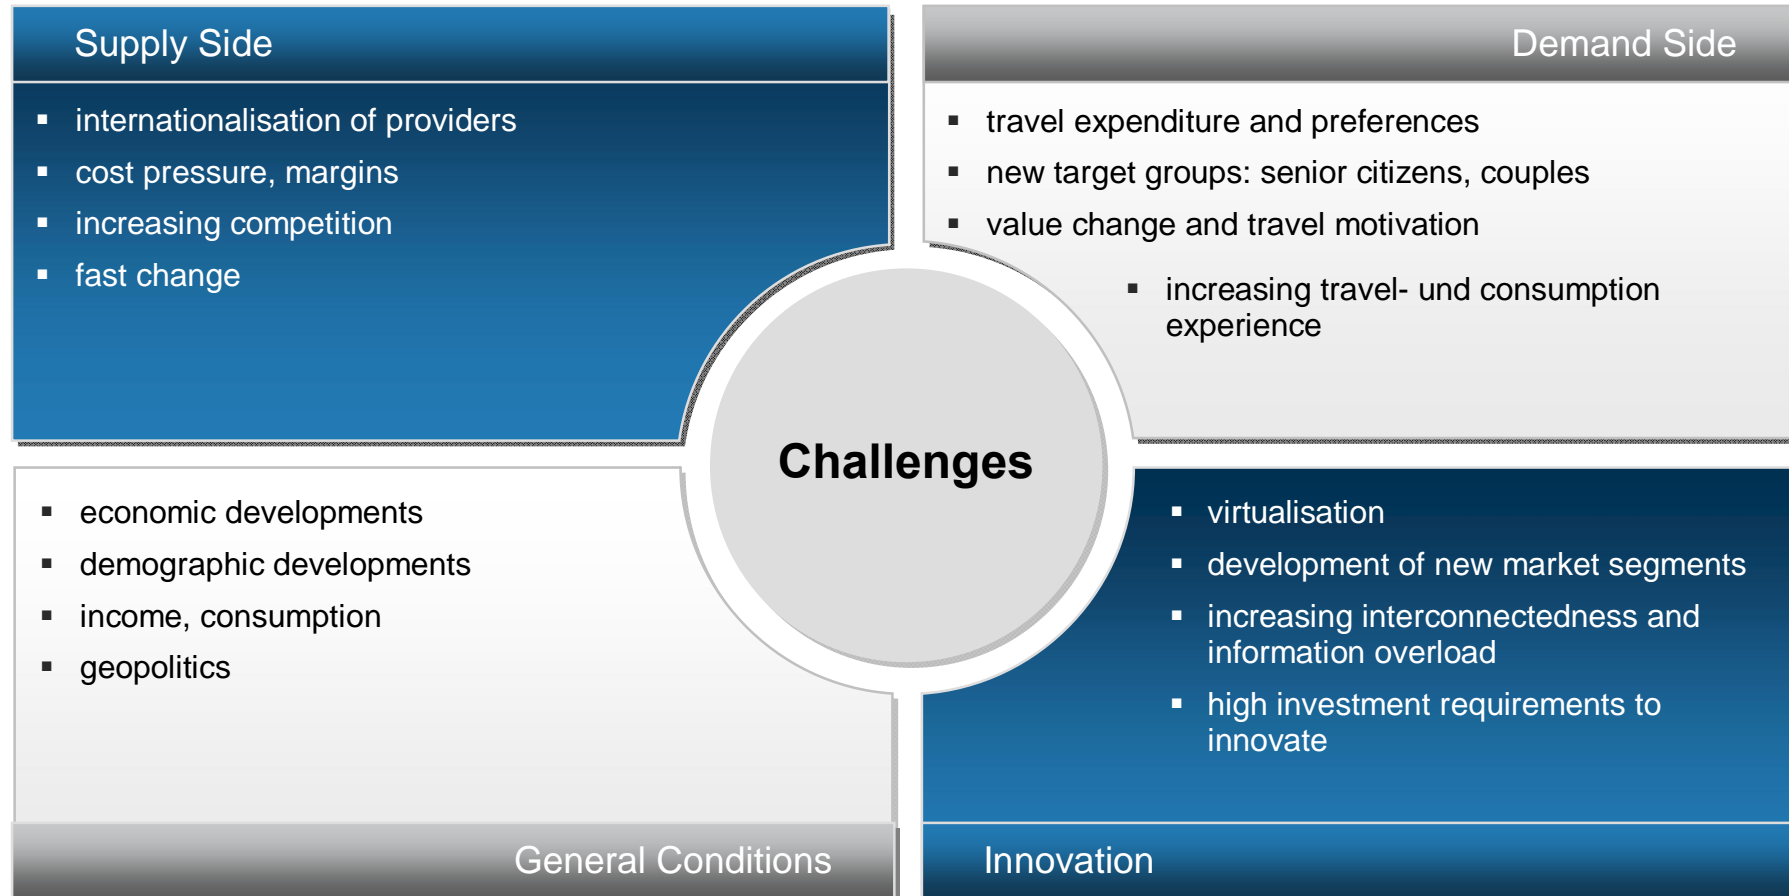 Supply Side
▪ internationalisation of providers
▪ cost pressure, margins
▪ increasing competition
▪ fast change
Demand Side
▪ travel expenditure and preferences
▪ new target groups: senior citizens, couples
▪ value change and travel motivation
▪ increasing travel- und consumption
experience
Challenges
▪ economic developments
▪ demographic developments
▪ income, consumption
▪ geopolitics
General Conditions
▪ virtualisation
▪ development of new market segments
▪ increasing interconnectedness and
information overload
▪ high investment requirements to
innovate
Innovation